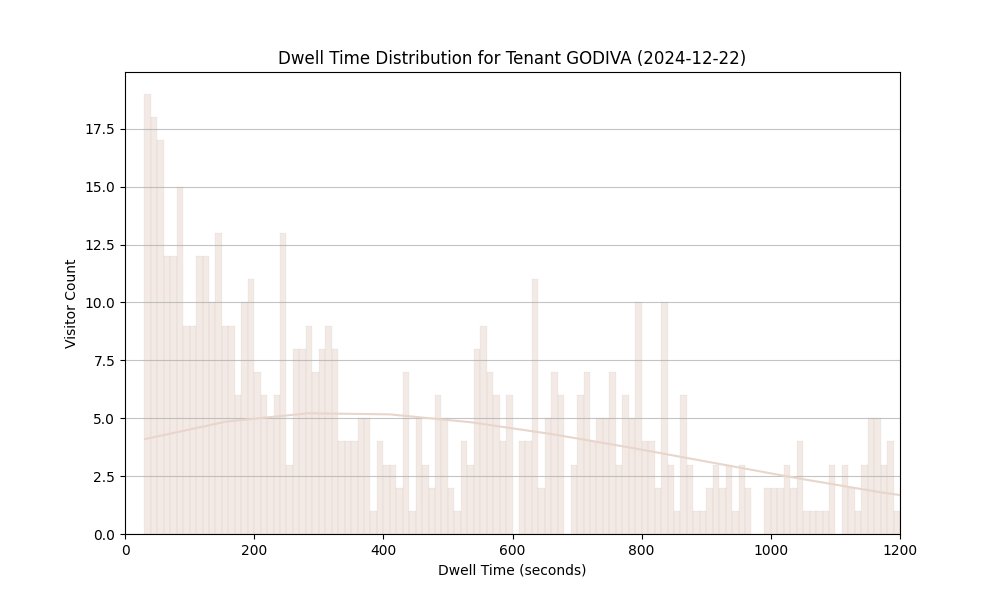 Dwell Time Distribution for Tenant GODIVA (2024-12-22)
17.5
15.0
12.5
10.0
7.5
5.0
2.5
0.0
Visitor Count
0 200 400 600 800 1000 1200
Dwell Time (seconds)